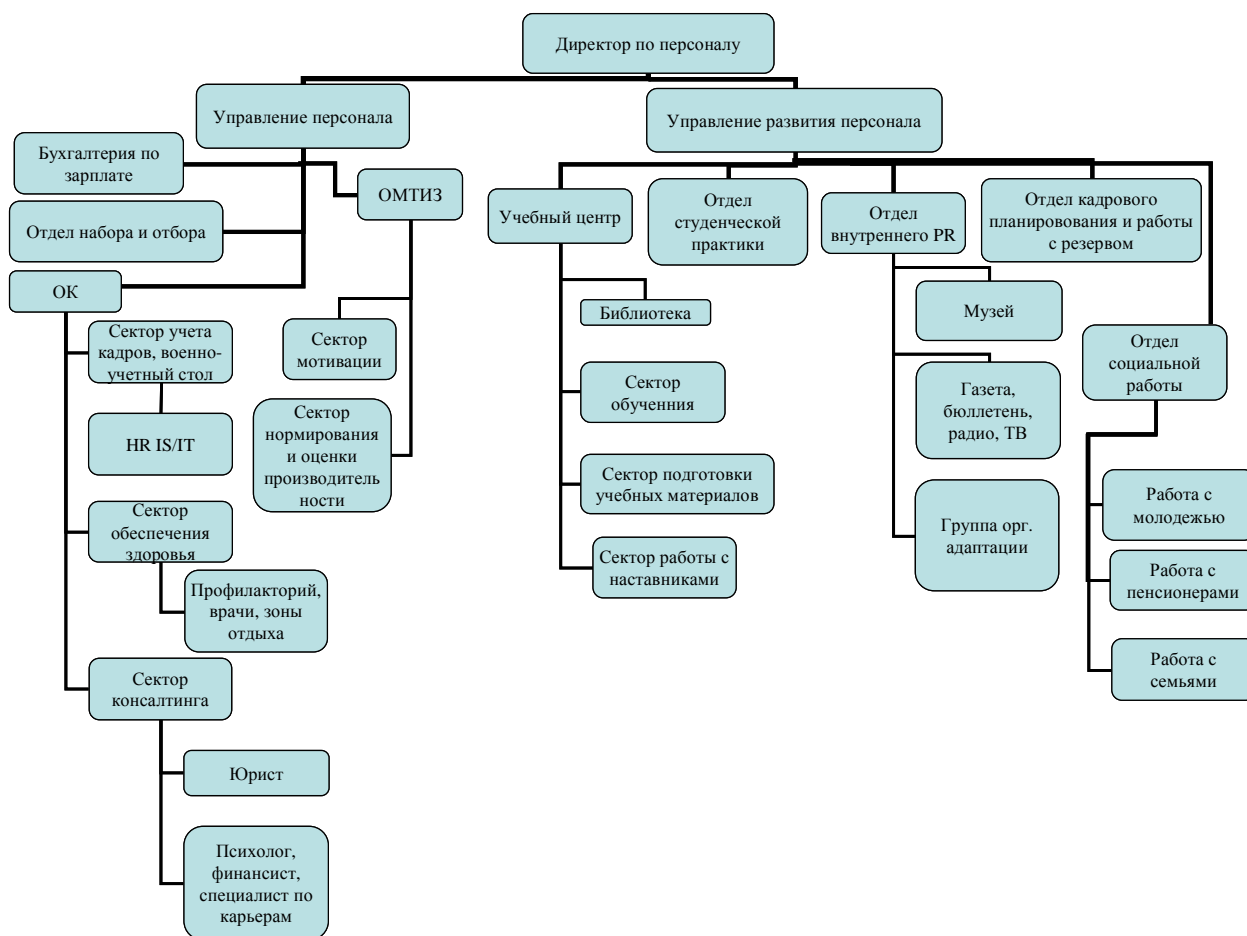 Директор по персоналу
Управление персонала
Управление развития персонала
Бухгалтерия по
зарплате
ОМТИЗ
Отдел набора и отбора
ОК
Сектор учета
кадров, военно-
учетный стол
HR IS/IT
Сектор
обеспечения
здоровья
Профилакторий,
врачи, зоны
отдыха
Сектор
консалтинга
Юрист
Психолог,
финансист,
специалист по
карьерам
Сектор
мотивации
Сектор
нормирования
и оценки
производитель
ности
Учебный центр
Библиотека
Сектор
обученния
Сектор подготовки
учебных материалов
Сектор работы с
наставниками
Отдел
студенческой
практики
Отдел
внутреннего PR
Музей
Газета,
бюллетень,
радио, ТВ
Группа орг.
адаптации
Отдел кадрового
планировования и работы
с резервом
Отдел
социальной
работы
Работа с
молодежью
Работа с
пенсионерами
Работа с
семьями